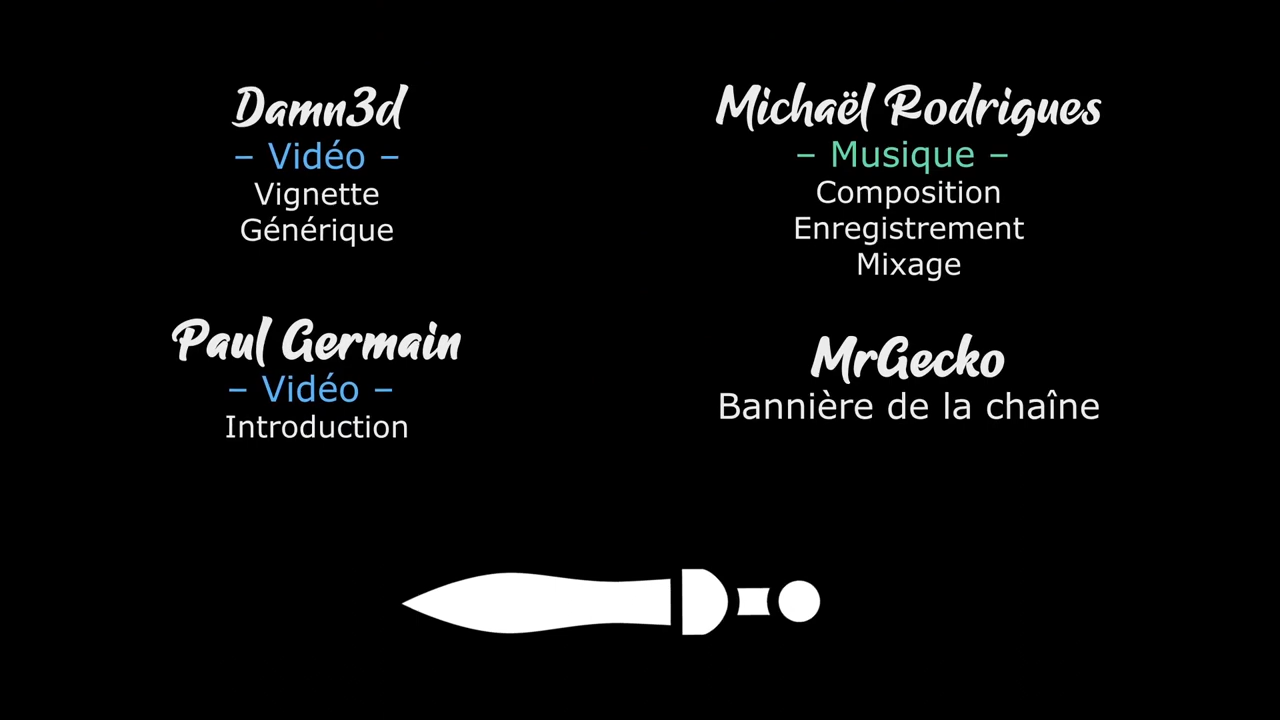 Damn3d
– Vidéo –
Vignette
Générique
Paul Germain
– Vidéo –
Introduction
Michaël Rodrigues
– Musique –
Composition
Enregistrement
Mixage
MrGecko
Bannière de la chaîne